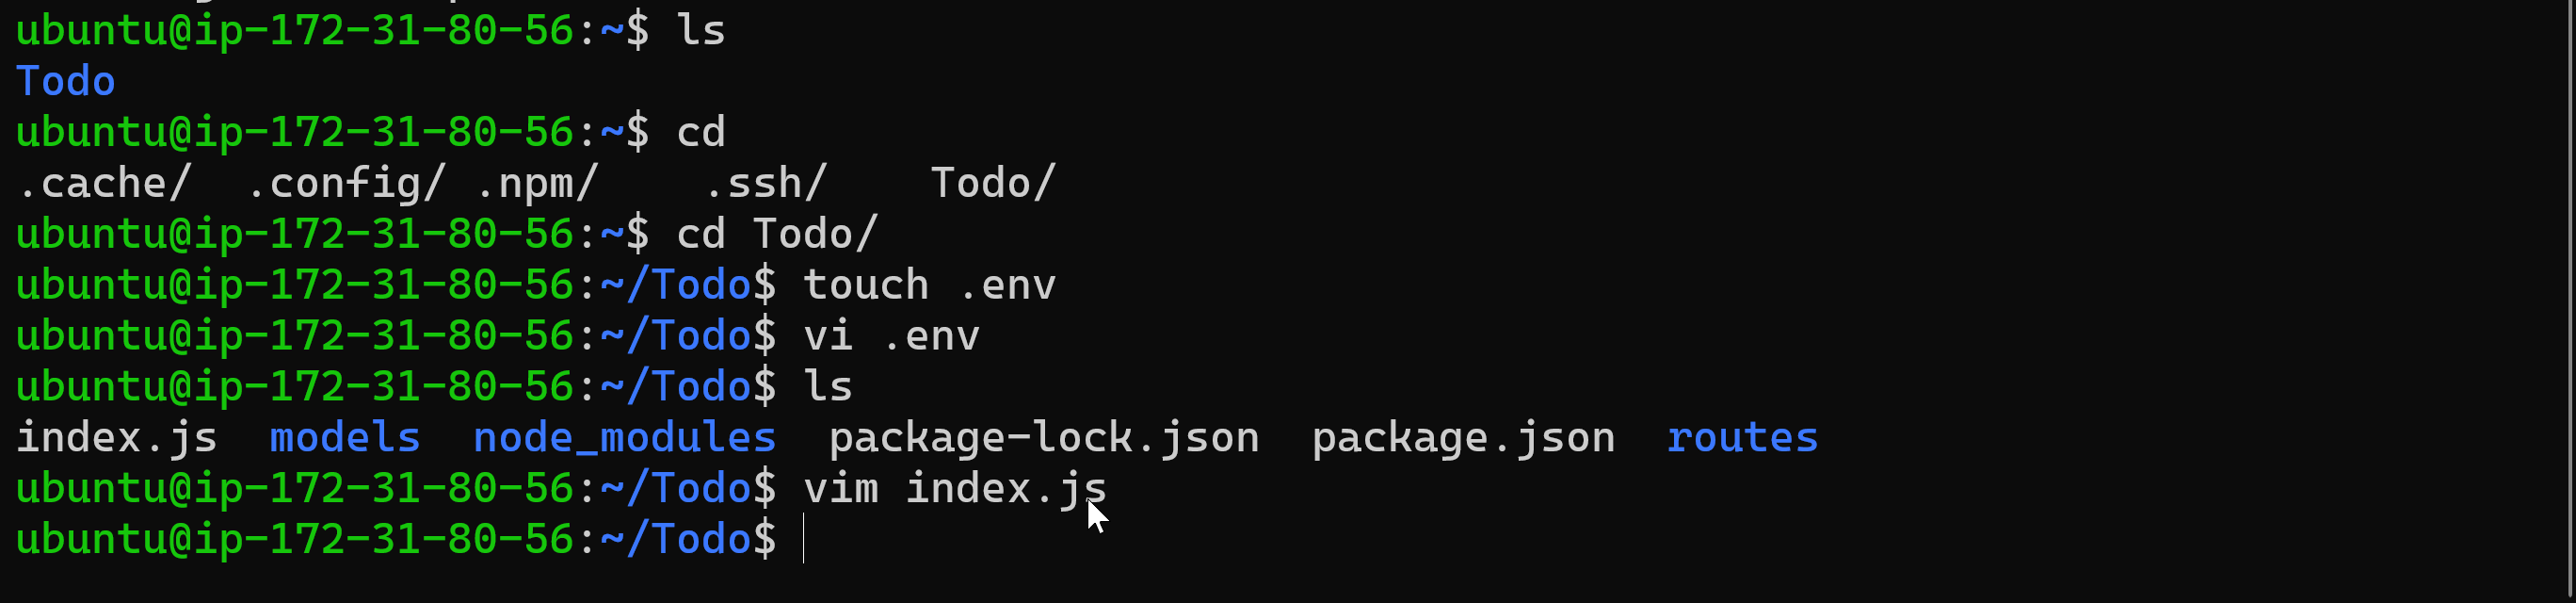 ubuntu@ip-172-31-80-56:~$ ls
Todo
ubuntu@ip-172-31-80-56:~$ cd
.cache/  .config/ .npm/    .ssh/    Todo/
ubuntu@ip-172-31-80-56:~$ cd Todo/
ubuntu@ip-172-31-80-56:~/Todo$ touch .env
ubuntu@ip-172-31-80-56:~/Todo$ vi .env
ubuntu@ip-172-31-80-56:~/Todo$ ls
index.js  models  node_modules  package-lock.json  package.json  routes
ubuntu@ip-172-31-80-56:~/Todo$ vim index.js
ubuntu@ip-172-31-80-56:~/Todo$